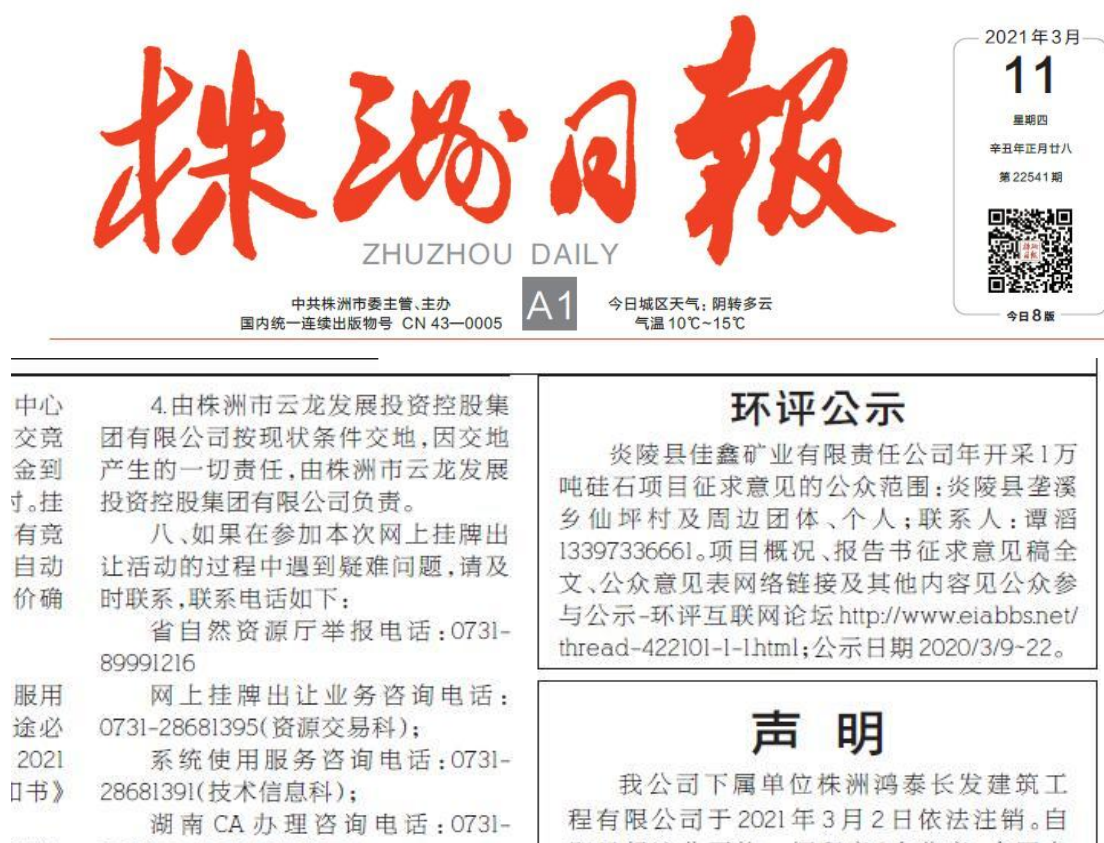 株洲日報
ZHUZHOU DAILY
中共株洲市委主管、主办
国内统一连续出版物号 CN 43—0005
A1
今日城区天气：阴转多云
气温 10℃~15℃
2021年3月
11
星期四
辛丑年正月廿八
第22541期
今日8版
中心
交竞
金到
寸。挂
有竞
自动
价确
服用
途必
2021
书》
4.由株洲市云龙发展投资控股集
团有限公司按现状条件交地，因交地
产生的一切责任，由株洲市云龙发展
投资控股集团有限公司负责。
八、如果在参加本次网上挂牌出
让活动的过程中遇到疑难问题，请及
时联系，联系电话如下：
省自然资源厅举报电话：0731-
89991216
网上挂牌出让业务咨询电话：
0731-28681395(资源交易科)；
系统使用服务咨询电话：0731-
28681391(技术信息科)；
湖南CA办理咨询电话：0731-
环评公示
炎陵县佳鑫矿业有限责任公司年开采1万
吨硅石项目征求意见的公众范围：炎陵县垄溪
乡仙坪村及周边团体、个人；联系人：谭滔
13397336661。项目概况、报告书征求意见稿全
文、公众意见表网络链接及其他内容见公众参
与公示-环评互联网论坛http://www.eiabbs.net/
thread-422101-1-1.html；公示日期2020/3/9-22。
声 明
我公司下属单位株洲鸿泰长发建筑工
程有限公司于2021年3月2日依法注销。自